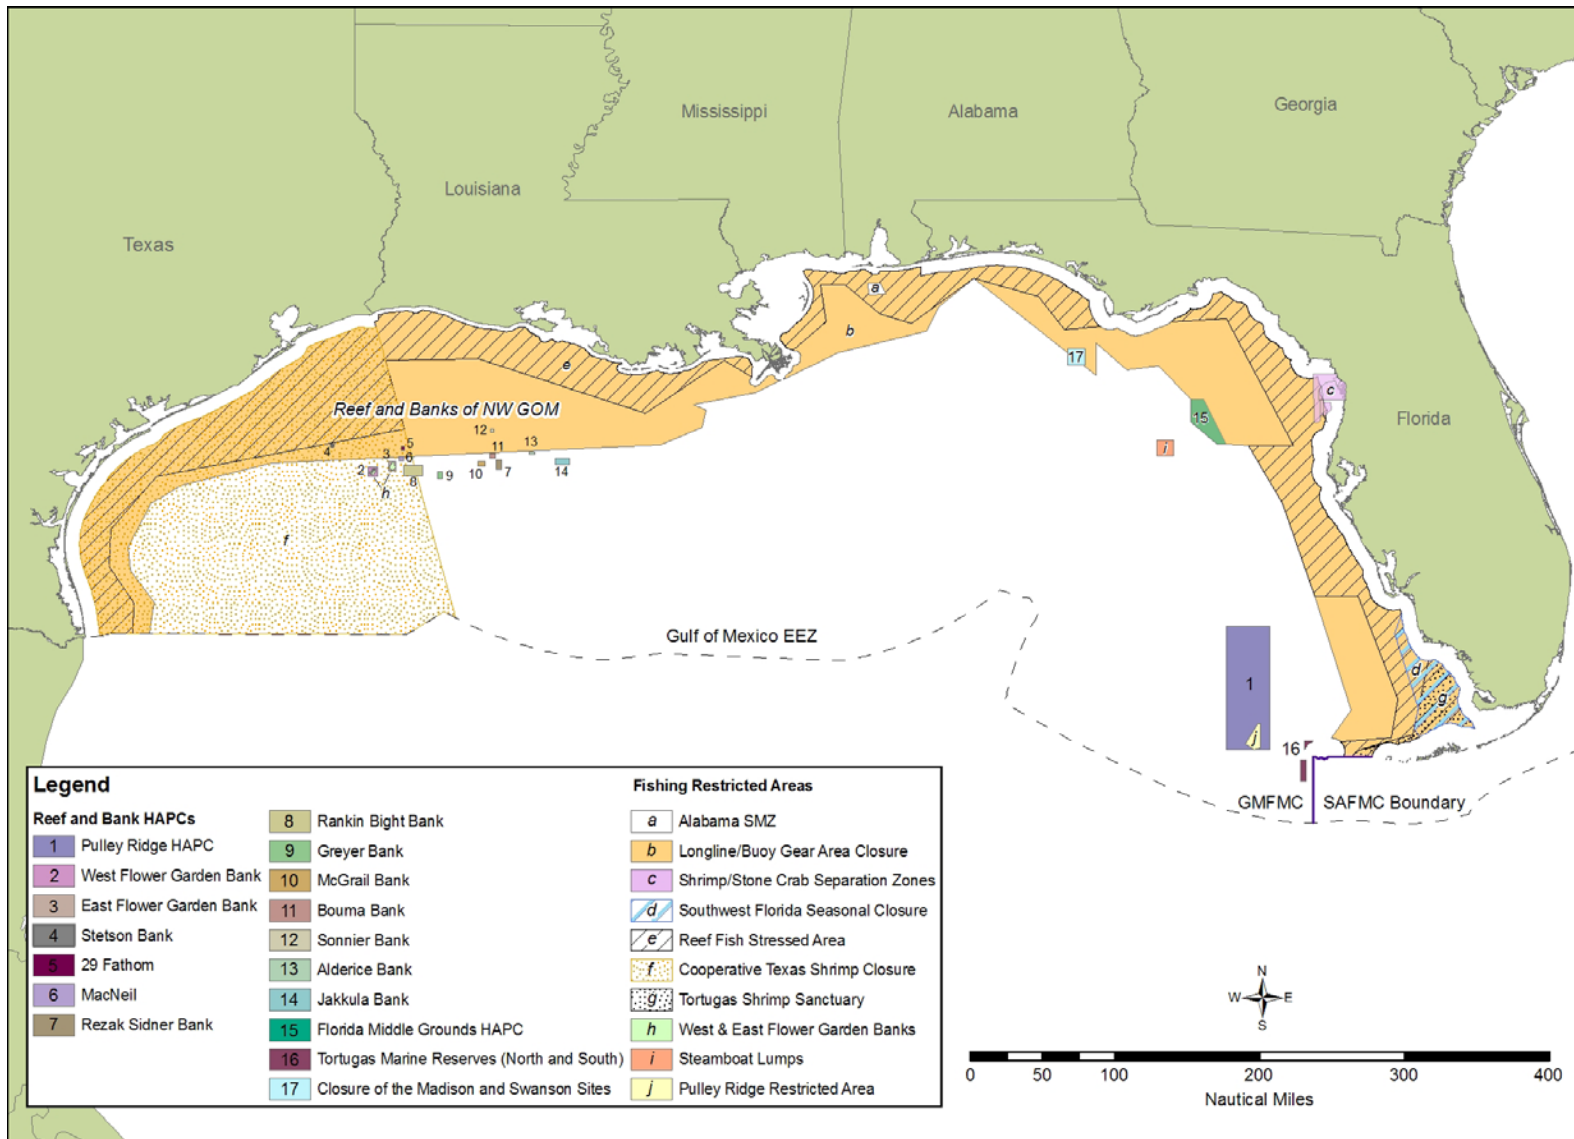 Georgia
Mississippi
Alabama
Louisiana
Texas
a
b
17
e
c
Reef and Banks of NW GOM
15
Florida
12
i
4
5
13
3
6
11
2
10
7
14
8
9
h
f
Gulf of Mexico EEZ
d
1
g
j
16
GMFMC
SAFMC Boundary
Legend
Reef and Bank HAPCs
1 Pulley Ridge HAPC
2 West Flower Garden Bank
3 East Flower Garden Bank
4 Stetson Bank
5 29 Fathom
6 MacNeil
7 Rezak Sidner Bank
8 Rankin Bight Bank
9 Greyer Bank
10 McGrail Bank
11 Bouma Bank
12 Sonnier Bank
13 Alderice Bank
14 Jakkula Bank
15 Florida Middle Grounds HAPC
16 Tortugas Marine Reserves (North and South)
17 Closure of the Madison and Swanson Sites
Fishing Restricted Areas
a Alabama SMZ
b Longline/Buoy Gear Area Closure
c Shrimp/Stone Crab Separation Zones
d Southwest Florida Seasonal Closure
e Reef Fish Stressed Area
f Cooperative Texas Shrimp Closure
g Tortugas Shrimp Sanctuary
h West & East Flower Garden Banks
i Steamboat Lumps
j Pulley Ridge Restricted Area
N
W E
S
0 50 100 200 300 400
Nautical Miles